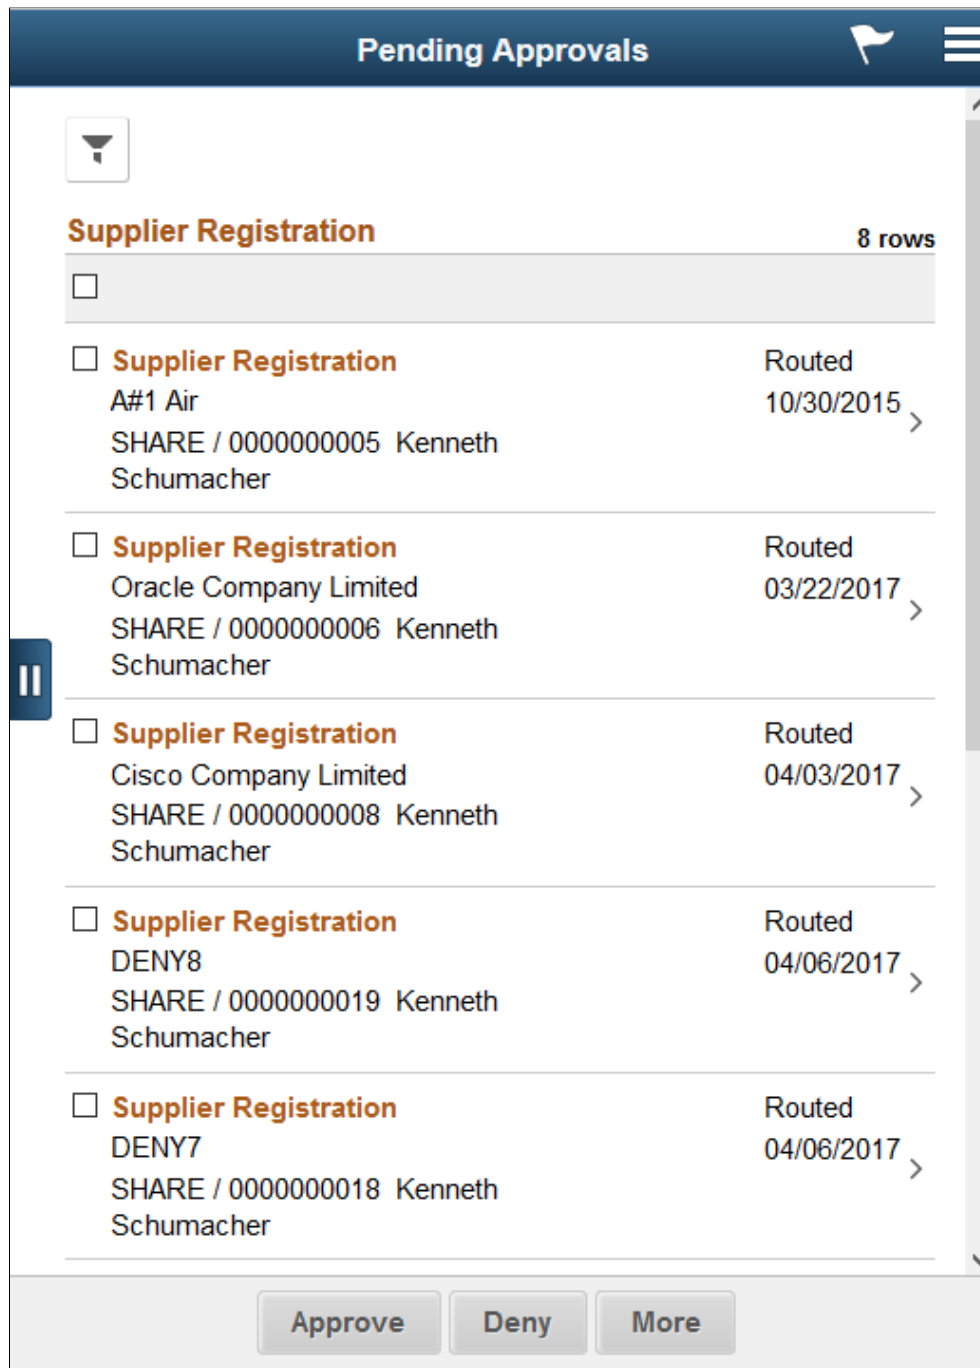 Pending Approvals
Supplier Registration
8 rows
Supplier Registration Routed
A#1 Air 10/30/2015
SHARE / 0000000005 Kenneth
Schumacher
Supplier Registration Routed
Oracle Company Limited 03/22/2017
SHARE / 0000000006 Kenneth
Schumacher
Supplier Registration Routed
Cisco Company Limited 04/03/2017
SHARE / 0000000008 Kenneth
Schumacher
Supplier Registration Routed
DENY8 04/06/2017
SHARE / 0000000019 Kenneth
Schumacher
Supplier Registration Routed
DENY7 04/06/2017
SHARE / 0000000018 Kenneth
Schumacher
Approve Deny More